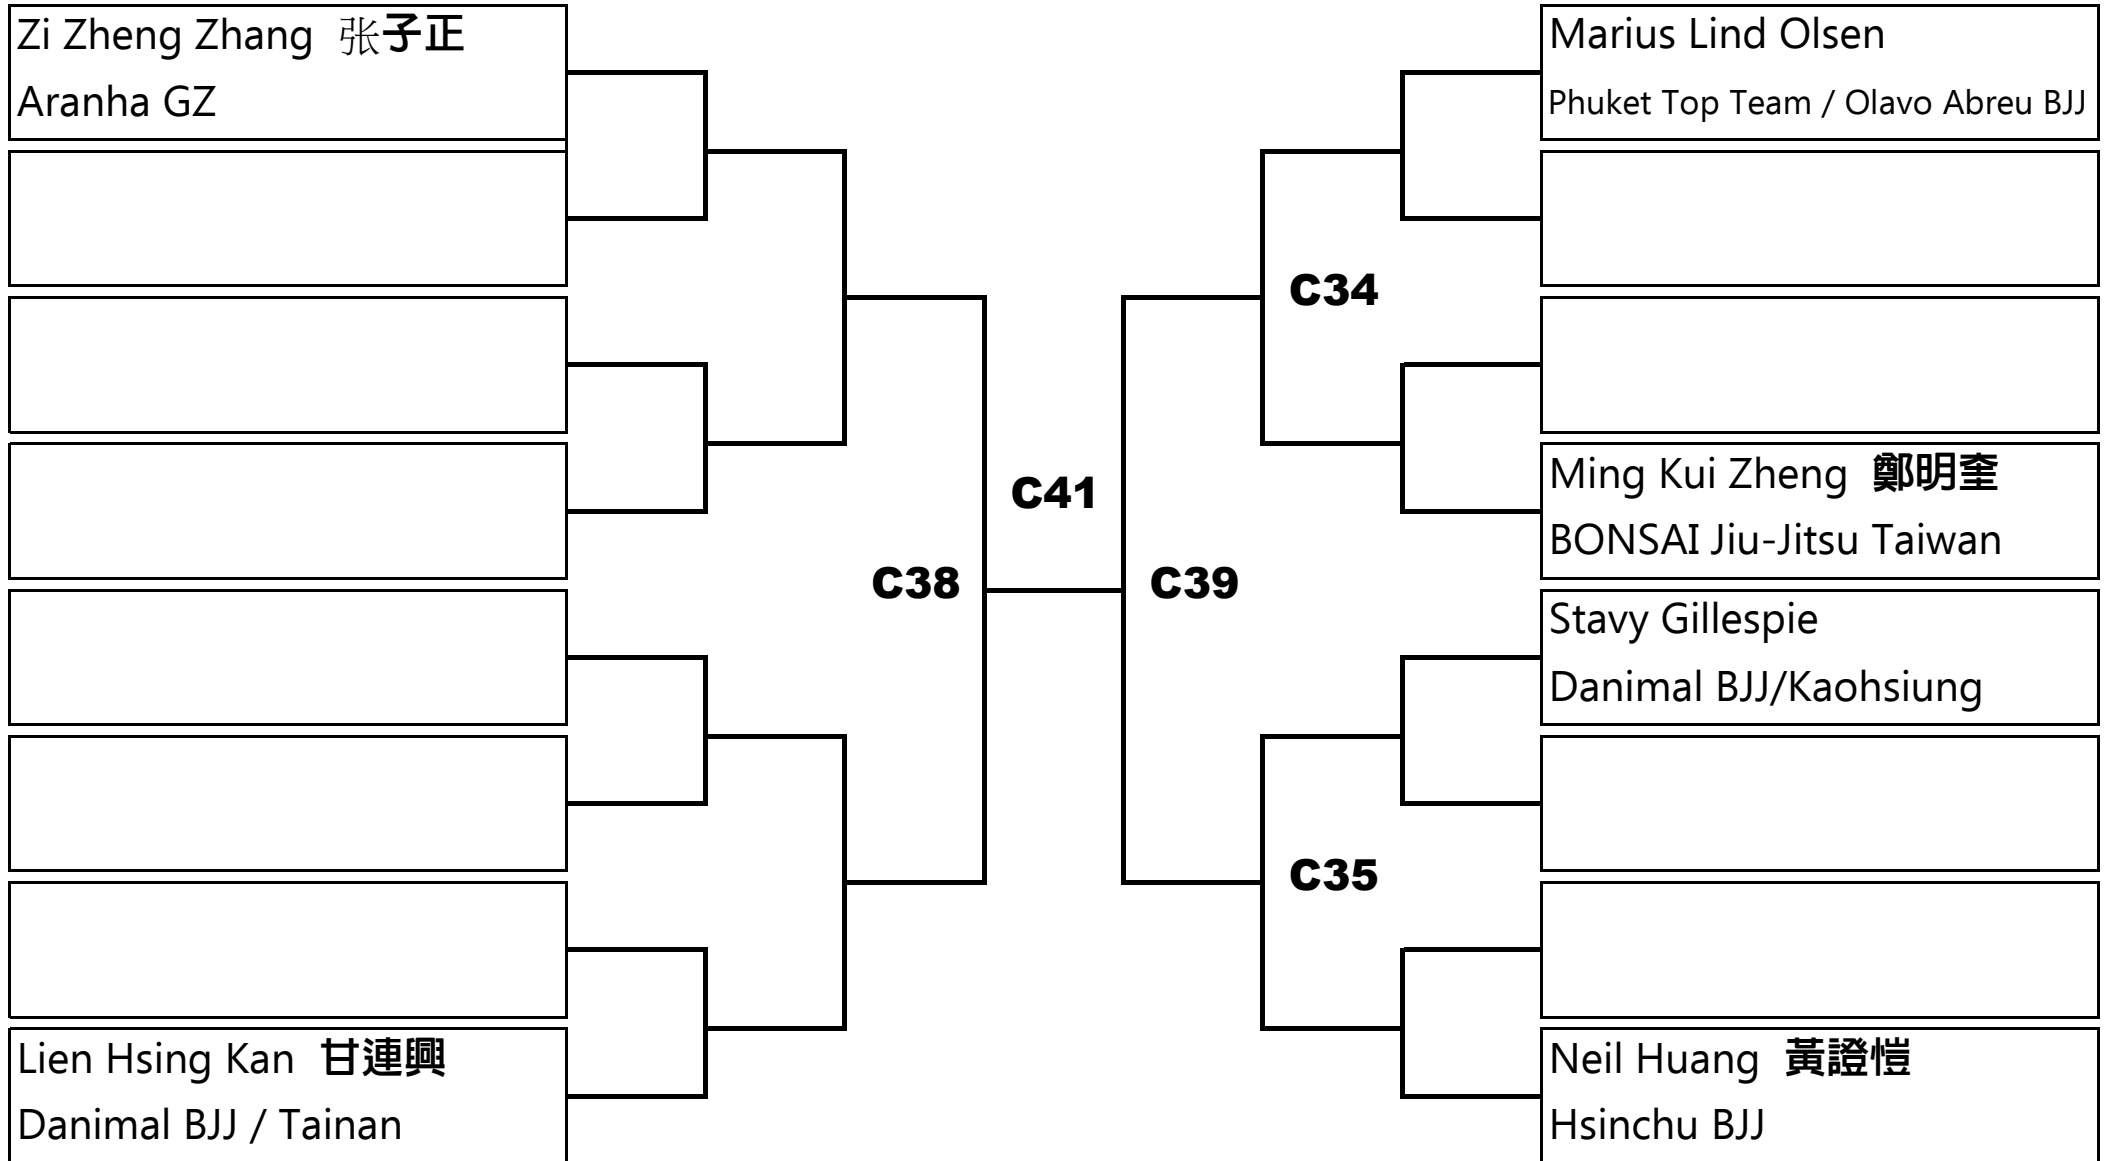 Zi Zheng Zhang 张子正
Aranha GZ
Lien Hsing Kan 甘連興
Danimal BJJ / Tainan
C38
C41
C39
C34
C35
Marius Lind Olsen
Phuket Top Team / Olavo Abreu BJJ
Ming Kui Zheng 鄭明奎
BONSAI Jiu-Jitsu Taiwan
Stavy Gillespie
Danimal BJJ/Kaohsiung
Neil Huang 黃證愷
Hsinchu BJJ